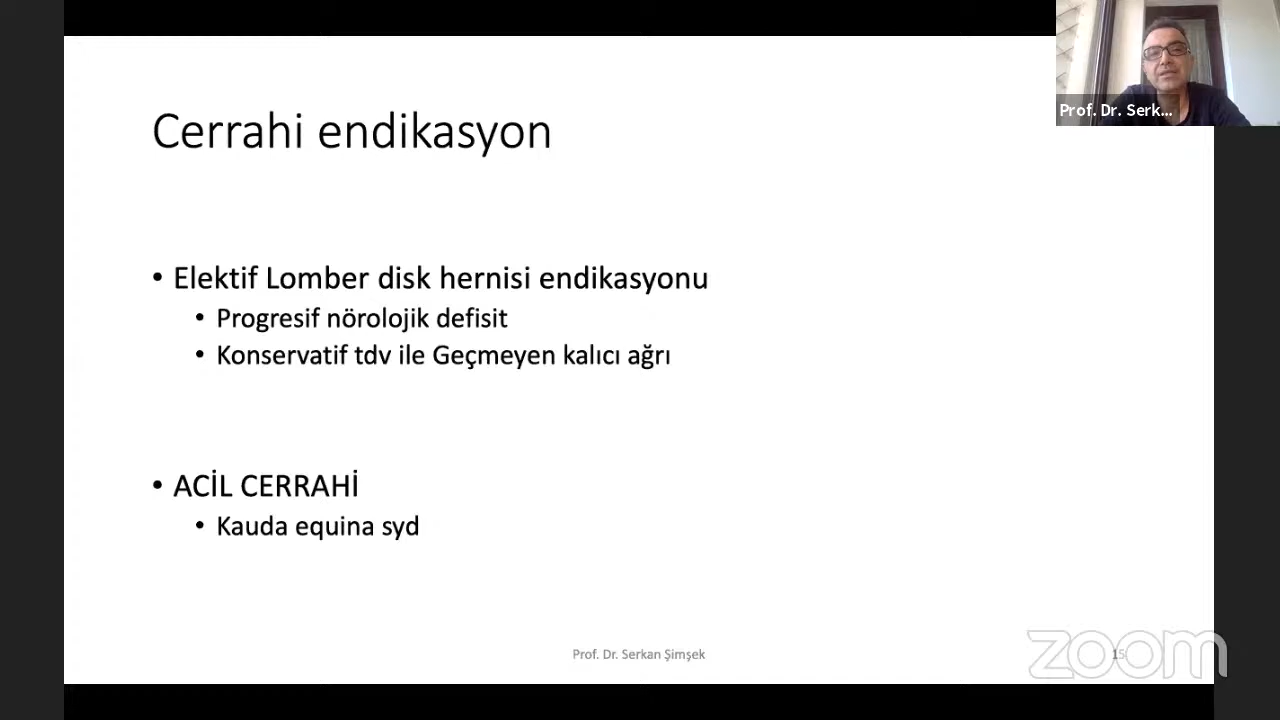 Prof. Dr. Serk...
Cerrahi endikasyon
• Elektif Lomber disk hernisi endikasyonu
• Progresif nörolojik defisit
• Konservatif tdv ile Geçmeyen kalıcı ağrı
• ACİL CERRAHİ
• Kauda equina syd
Prof. Dr. Serkan Şimşek
15
zoom